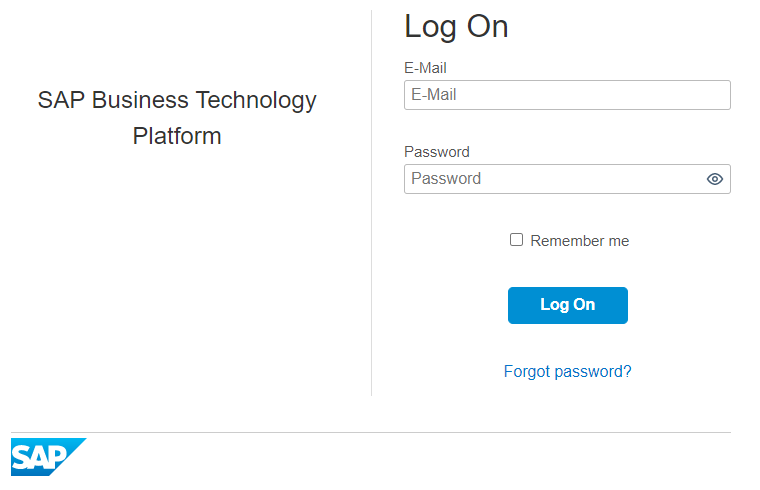 SAP Business Technology
Platform
Log On
E-Mail
E-Mail
Password
Password
Remember me
Log On
Forgot password?
SAP